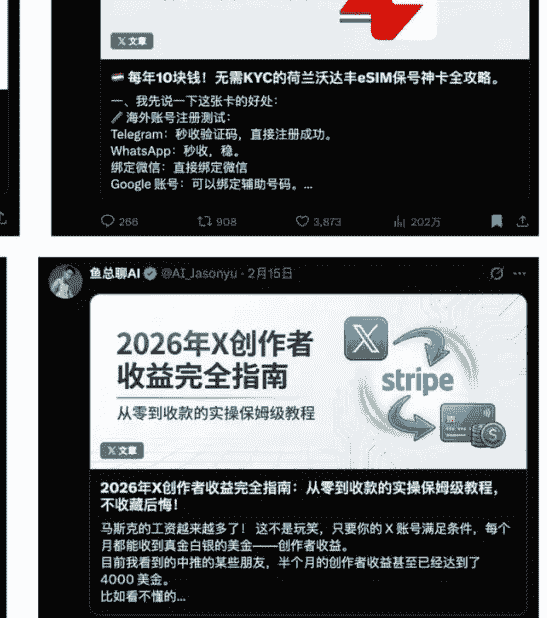 X 文章
每年10块钱！无需KYC的荷兰沃达丰eSIM保号神卡全攻略。
一、我先说一下这张卡的好处：
海外账号注册测试：
Telegram：秒收验证码，直接注册成功。
WhatsApp：秒收，稳。
绑定微信：直接绑定微信
Google 账号：可以绑定辅助号码。...
266 908 3,873 202万
鱼总聊AI @AI_Jasonyu · 2月15日
2026年X创作者
收益完全指南
从零到收款的实操保姆级教程
X
stripe
X 文章
2026年X创作者收益完全指南：从零到收款的实操保姆级教程，
不收藏后悔！
马斯克的工资越来越多了！ 这不是玩笑，只要你的 X 账号满足条件，每个
月都能收到真金白银的美金——创作者收益。
目前我看到的中推的某些朋友，半个月的创作者收益甚至已经达到了
4000 美金。
比如看不懂的...